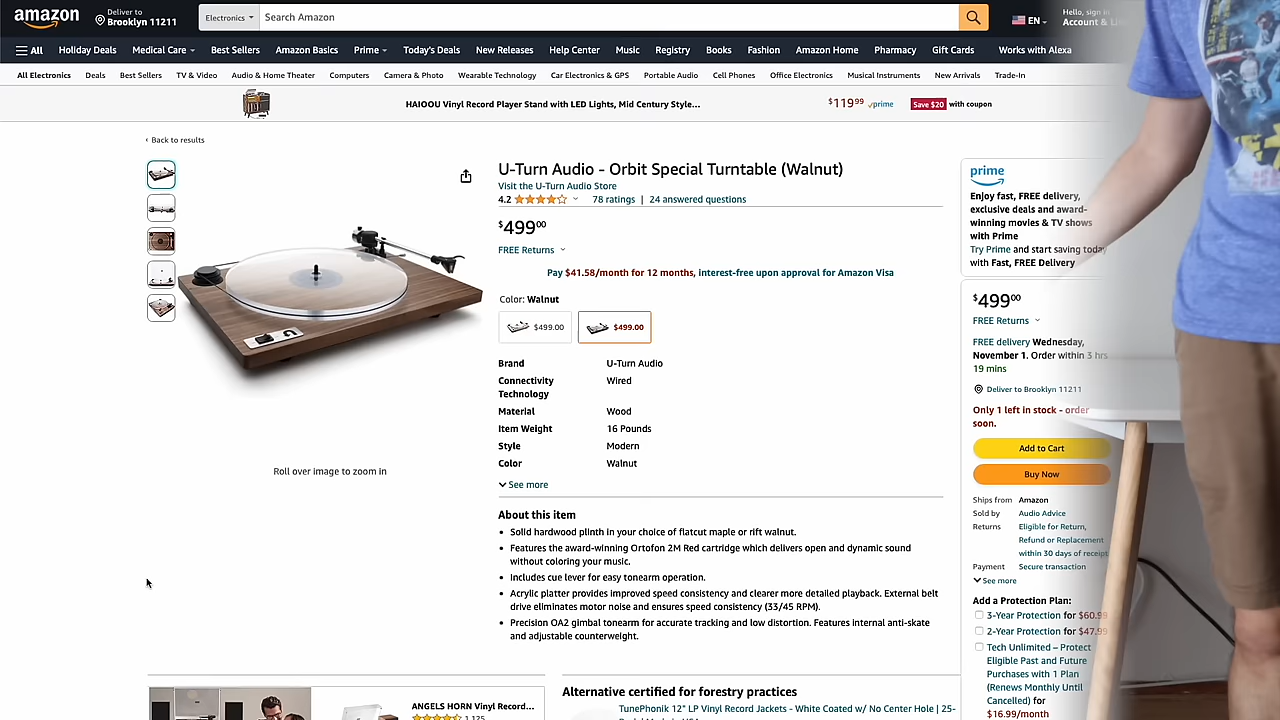 amazon
Deliver to
Brooklyn 11211
Electronics
Search Amazon
EN
Hello, sign
Account &
All
Holiday Deals
Medical Care
Best Sellers
Amazon Basics
Prime
Today's Deals
New Releases
Help Center
Music
Registry
Books
Fashion
Amazon Home
Pharmacy
Gift Cards
Works with Alexa
All Electronics
Deals
Best Sellers
TV & Video
Audio & Home Theater
Computers
Camera & Photo
Wearable Technology
Car Electronics & GPS
Portable Audio
Cell Phones
Office Electronics
Musical Instruments
New Arrivals
Trade-In
HAIOOU Vinyl Record Player Stand with LED Lights, Mid Century Style...
$119.99
prime
Save $20 with coupon
‹ Back to results
U-Turn Audio - Orbit Special Turntable (Walnut)
Visit the U-Turn Audio Store
4.2
78 ratings | 24 answered questions
$499.00
FREE Returns
Pay $41.58/month for 12 months, interest-free upon approval for Amazon Visa
Color: Walnut
$499.00
$499.00
Brand U-Turn Audio
Connectivity Wired
Technology
Material Wood
Item Weight 16 Pounds
Style Modern
Color Walnut
See more
Roll over image to zoom in
About this item
• Solid hardwood plinth in your choice of flatcut maple or rift walnut.
• Features the award-winning Ortofon 2M Red cartridge which delivers open and dynamic sound
without coloring your music.
• Includes cue lever for easy tonearm operation.
• Acrylic platter provides improved speed consistency and clearer more detailed playback. External belt
drive eliminates motor noise and ensures speed consistency (33/45 RPM).
• Precision OA2 gimbal tonearm for accurate tracking and low distortion. Features internal anti-skate
and adjustable counterweight.
prime
Enjoy fast, FREE delivery,
exclusive deals and award-
winning movies & TV shows
with Prime
Try Prime and start saving today
with Fast, FREE Delivery
$499.00
FREE Returns
FREE delivery Wednesday,
November 1. Order within 3 hrs
19 mins
Deliver to Brooklyn 11211
Only 1 left in stock - order
soon.
Add to Cart
Buy Now
Ships from Amazon
Sold by Audio Advice
Returns Eligible for Return,
Refund or Replacement
within 30 days of receipt
Payment Secure transaction
See more
Add a Protection Plan:
3-Year Protection for $60.99
2-Year Protection for $47.99
Tech Unlimited – Protect
Eligible Past and Future
Purchases with 1 Plan
(Renews Monthly Until
Cancelled) for
$16.99/month
ANGELS HORN Vinyl Record...
1,125
Alternative certified for forestry practices
TunePhonik 12" LP Vinyl Record Jackets - White Coated w/ No Center Hole | 25-